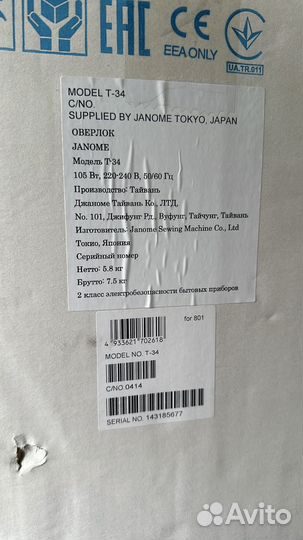 EAC
CE
EEA ONLY
UA.TR.011
MODEL T-34
C/NO.
SUPPLIED BY JANOME TOKYO, JAPAN
ОВЕРЛОК
JANOME
Модель T-34
105 Вт, 220-240 В, 50/60 Гц
Производство: Тайвань
Джаноме Тайвань Ко., ЛТД,
No. 101, Джифунг Рд., Вуфунг, Тайчунг, Тайвань
Изготовитель: Janome Sewing Machine Co., Ltd
Токио, Япония
Серийный номер
Нетто: 5.8 кг
Брутто: 7.5 кг
2 класс электробезопасности бытовых приборов
for 801
4 933621 702618
MODEL NO. T-34
C/NO.0414
SERIAL NO. 143185677
Avito